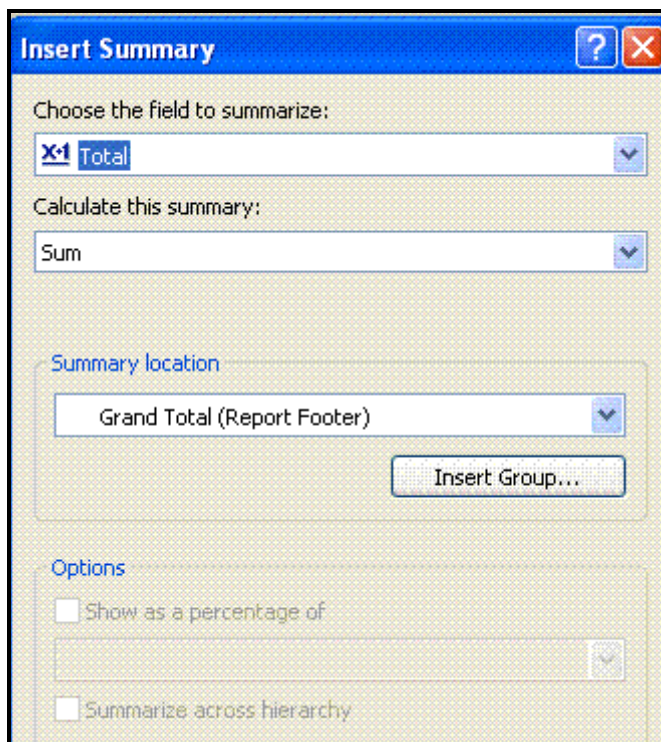 Insert Summary
Choose the field to summarize:
X+1 Total
Calculate this summary:
Sum
Summary location
Grand Total (Report Footer)
Insert Group...
Options
Show as a percentage of
Summarize across hierarchy